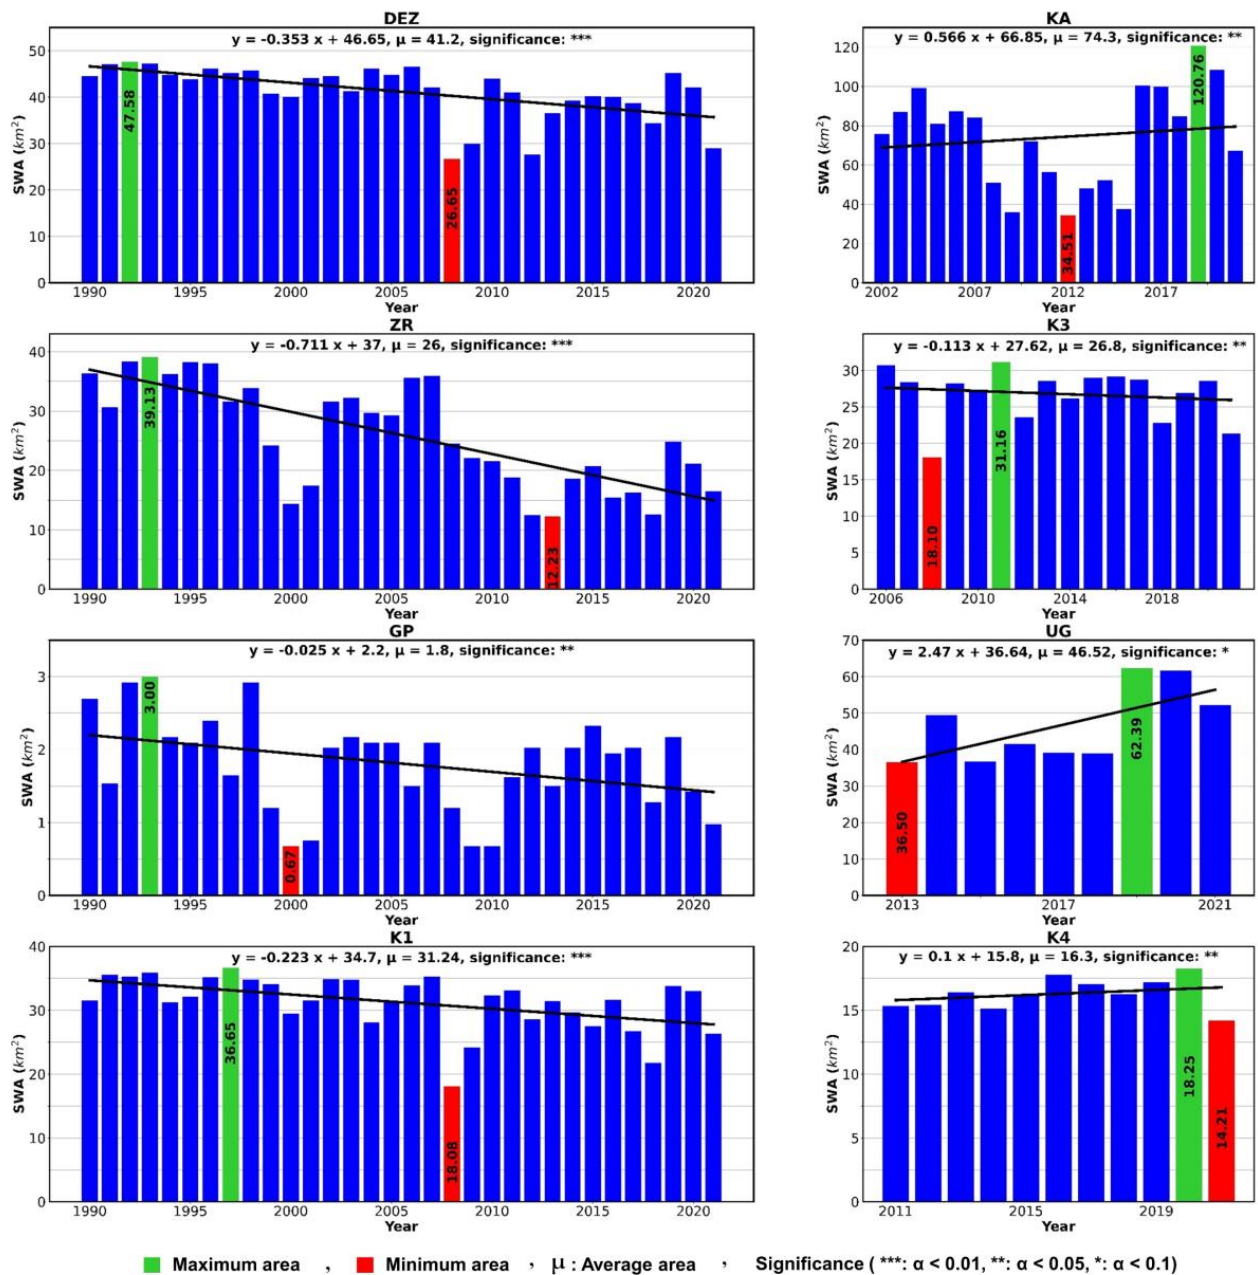 DEZ
y = -0.353 x + 46.65, μ = 41.2, significance: ***
SWA (km²)
50
40
30
20
10
0
47.58
26.65
1990 1995 2000 2005 2010 2015 2020
Year
KA
y = 0.566 x + 66.85, μ = 74.3, significance: **
SWA (km²)
120
100
80
60
40
20
0
34.51
120.76
2002 2007 2012 2017
Year
ZR
y = -0.711 x + 37, μ = 26, significance: ***
SWA (km²)
40
30
20
10
0
39.13
12.23
1990 1995 2000 2005 2010 2015 2020
Year
K3
y = -0.113 x + 27.62, μ = 26.8, significance: **
SWA (km²)
30
25
20
15
10
5
0
18.10
31.16
2006 2010 2014 2018
Year
GP
y = -0.025 x + 2.2, μ = 1.8, significance: **
SWA (km²)
3
2
1
0
3.00
0.67
1990 1995 2000 2005 2010 2015 2020
Year
UG
y = 2.47 x + 36.64, μ = 46.52, significance: *
SWA (km²)
70
60
50
40
30
20
10
0
36.50
62.39
2013 2017 2021
Year
K1
y = -0.223 x + 34.7, μ = 31.24, significance: ***
SWA (km²)
40
30
20
10
0
36.65
18.08
1990 1995 2000 2005 2010 2015 2020
Year
K4
y = 0.1 x + 15.8, μ = 16.3, significance: **
SWA (km²)
20
15
10
5
0
18.25
14.21
2011 2015 2019
Year
Maximum area , Minimum area , μ : Average area , Significance ( ***: α < 0.01, **: α < 0.05, *: α < 0.1)